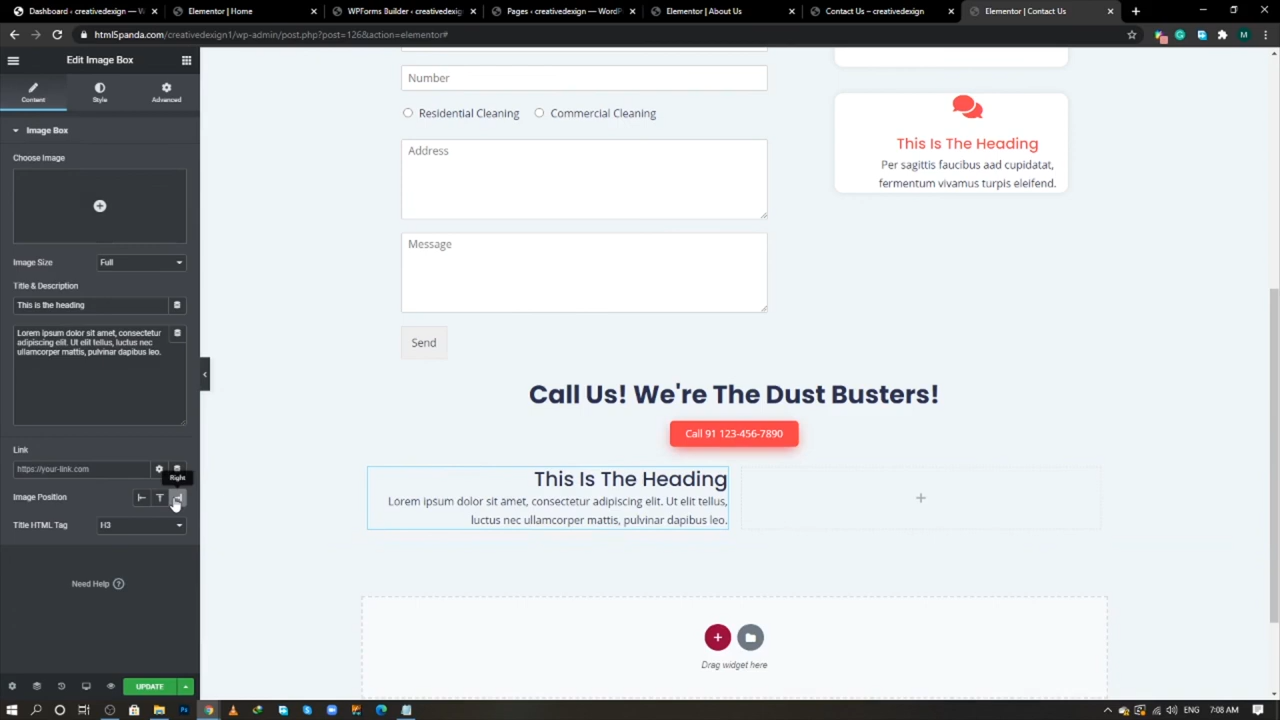 Dashboard ‹ creativedesign — W
Elementor | Home
WPForms Builder ‹ creativedesi
Pages ‹ creativedesign — WordP
Elementor | About Us
Contact Us – creativedesign
Elementor | Contact Us
html5panda.com/creativedesign1/wp-admin/post.php?post=126&action=elementor#
M
Edit Image Box
Content
Style
Advanced
Image Box
Choose Image
Image Size
Full
Title & Description
This is the heading
Lorem ipsum dolor sit amet, consectetur
adipiscing elit. Ut elit tellus, luctus nec
ullamcorper mattis, pulvinar dapibus leo.
Link
https://your-link.com
Right
Image Position
Title HTML Tag
H3
Need Help
UPDATE
Number
Residential Cleaning
Commercial Cleaning
Address
Message
Send
This Is The Heading
Per sagittis faucibus aad cupidatat,
fermentum vivamus turpis eleifend.
Call Us! We're The Dust Busters!
Call 91 123-456-7890
This Is The Heading
Lorem ipsum dolor sit amet, consectetur adipiscing elit. Ut elit tellus,
luctus nec ullamcorper mattis, pulvinar dapibus leo.
Drag widget here
ENG
7:08 AM